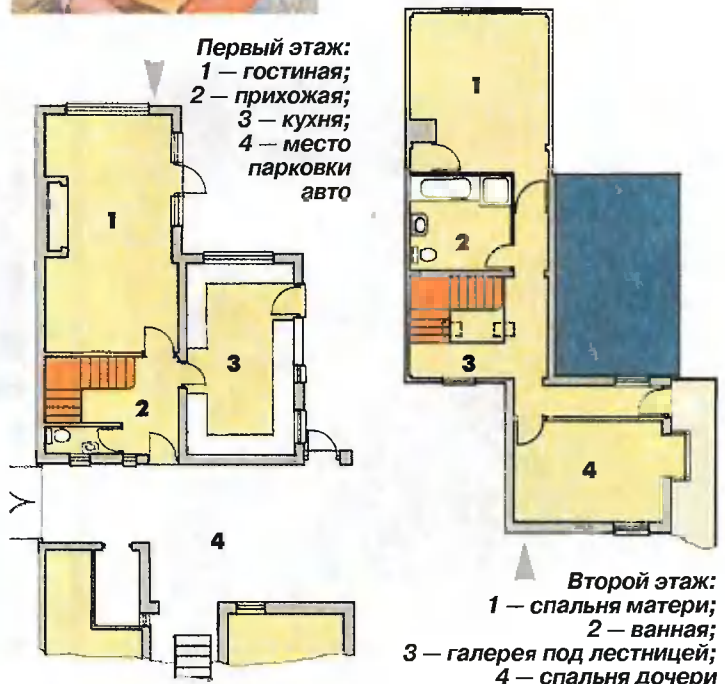 Первый этаж:
1 — гостиная;
2 — прихожая;
3 — кухня;
4 — место
парковки
авто
1
2
3
4
1
2
3
4
Второй этаж:
1 — спальня матери;
2 — ванная;
3 — галерея под лестницей;
4 — спальня дочери